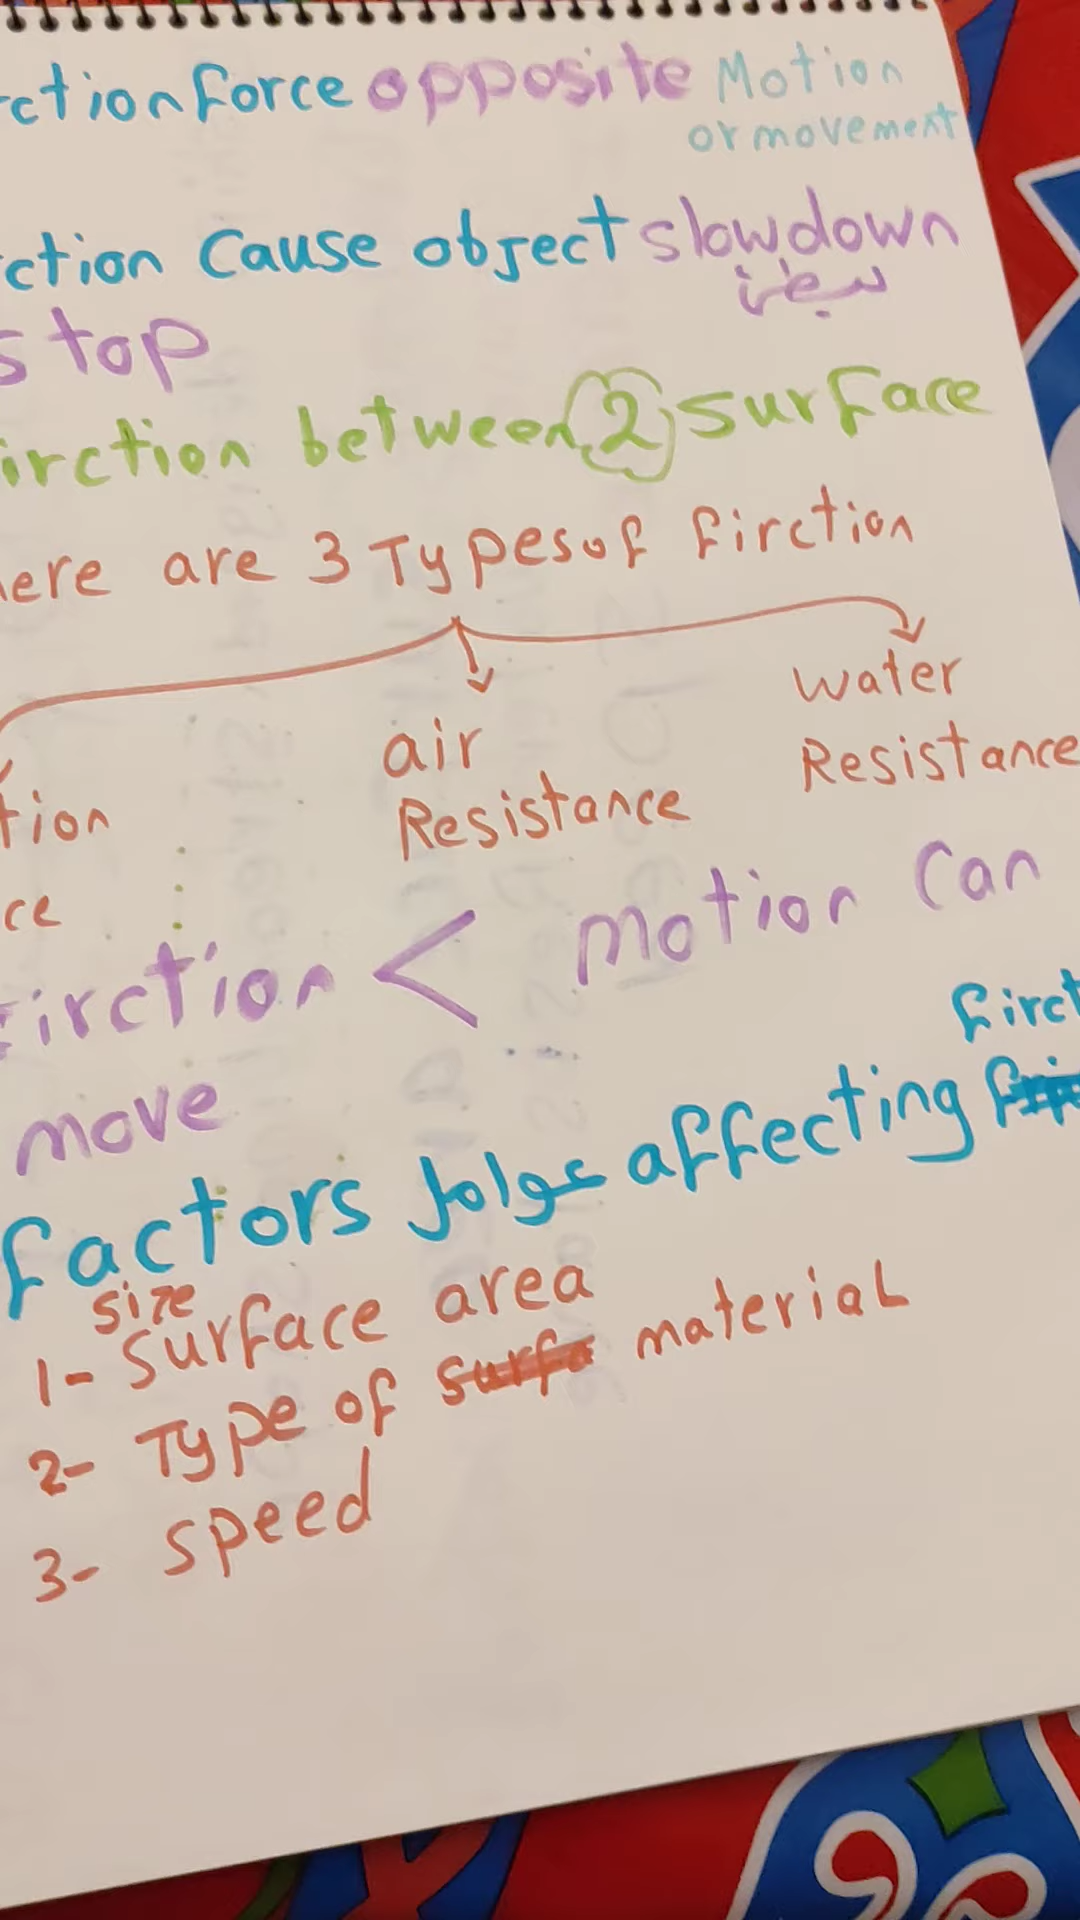 ction Force opposite Motion
or movement
ction cause object slowdown
يبطئ
stop
irction between 2 surface
ere are 3 Types of firction
air Resistance
water Resistance
tion
ce
firction < motion can
move
firct
factors عوامل affecting
size
1- Surface area
2- Type of material
3- speed